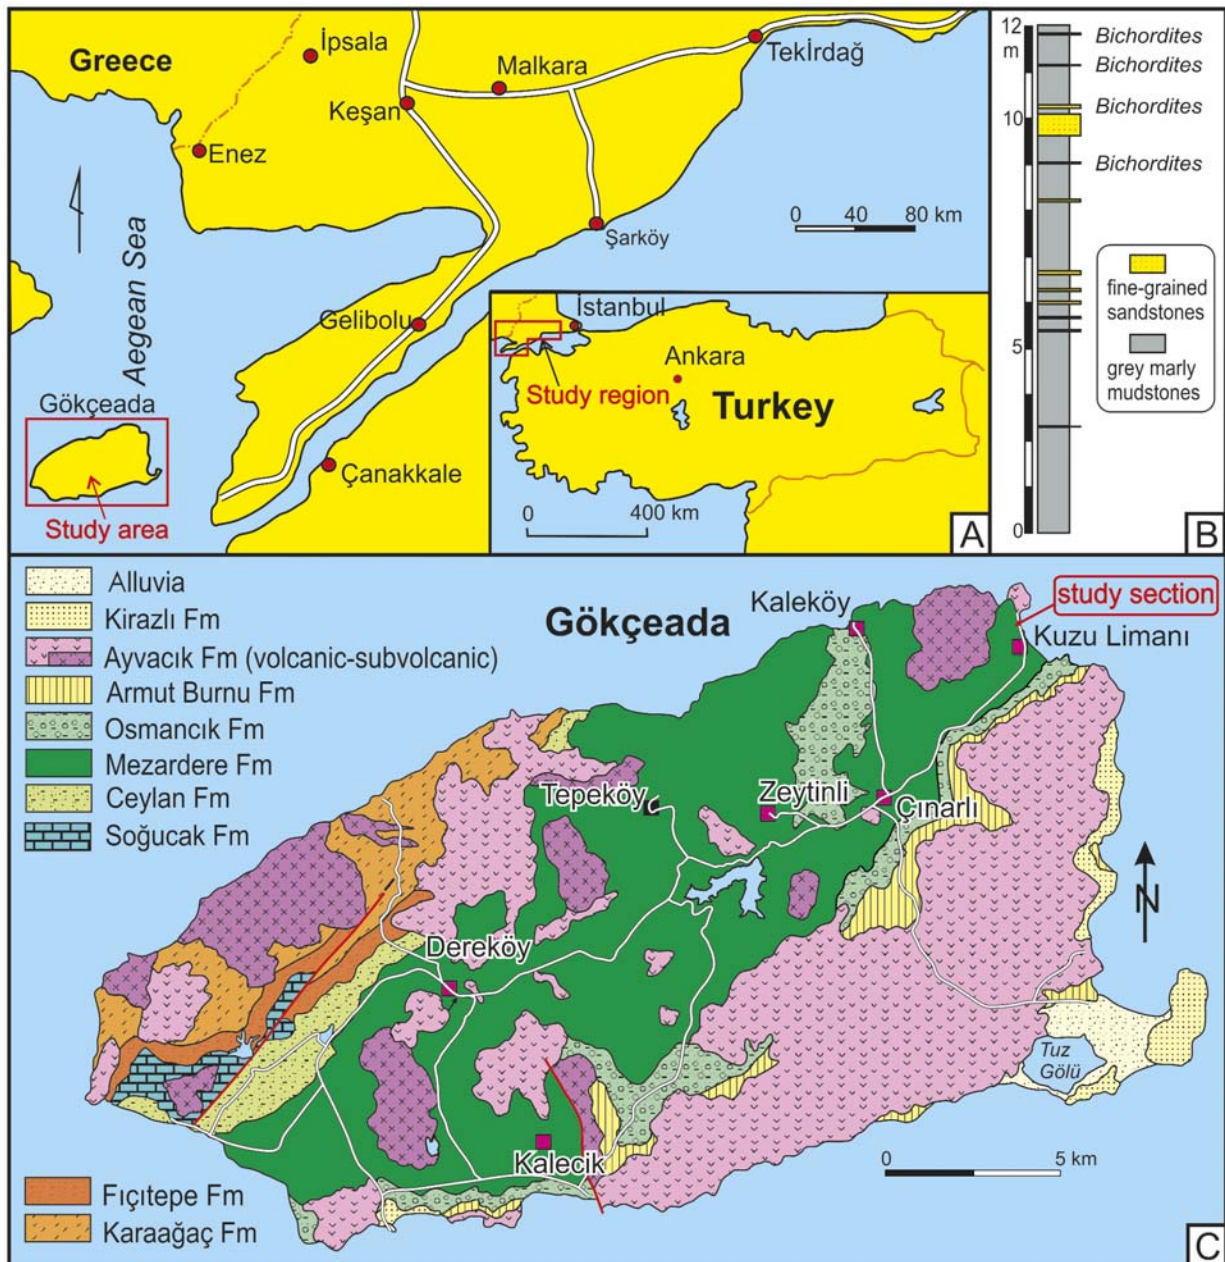 Greece
İpsala
Malkara
Tekİrdağ
Keşan
Enez
Aegean Sea
0 40 80 km
Şarköy
Gelibolu
Gökçeada
Study area
Çanakkale
İstanbul
Ankara
Study region
Turkey
0 400 km
A
12
m
10
5
0
Bichordites
Bichordites
Bichordites
Bichordites
fine-grained
sandstones
grey marly
mudstones
B
Alluvia
Kirazlı Fm
Ayvacık Fm (volcanic-subvolcanic)
Armut Burnu Fm
Osmancık Fm
Mezardere Fm
Ceylan Fm
Soğucak Fm
Gökçeada
Kaleköy
study section
Kuzu Limanı
Tepeköy
Zeytinli
Çınarlı
N
Dereköy
Tuz
Gölü
Kalecik
0 5 km
Fıçıtepe Fm
Karaağaç Fm
C